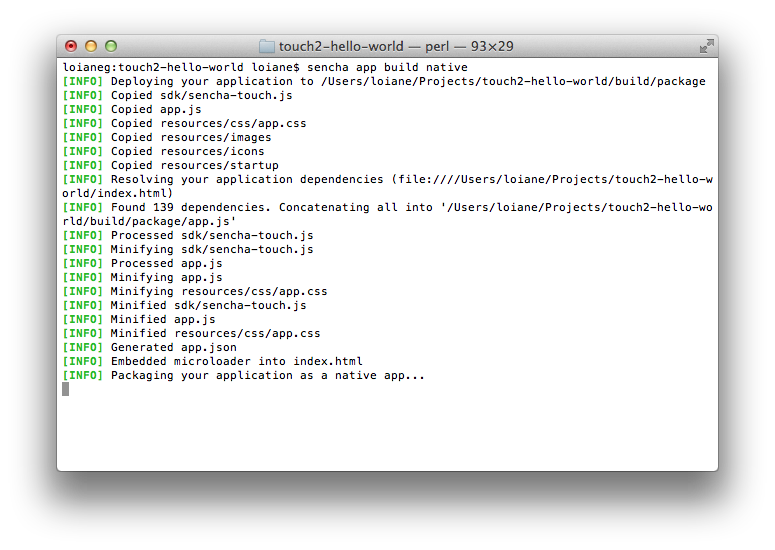 touch2-hello-world — perl — 93×29
loianeg:touch2-hello-world loiane$ sencha app build native
[INFO] Deploying your application to /Users/loiane/Projects/touch2-hello-world/build/package
[INFO] Copied sdk/sencha-touch.js
[INFO] Copied app.js
[INFO] Copied resources/css/app.css
[INFO] Copied resources/images
[INFO] Copied resources/icons
[INFO] Copied resources/startup
[INFO] Resolving your application dependencies (file:////Users/loiane/Projects/touch2-hello-w
orld/index.html)
[INFO] Found 139 dependencies. Concatenating all into '/Users/loiane/Projects/touch2-hello-wo
rld/build/package/app.js'
[INFO] Processed sdk/sencha-touch.js
[INFO] Minifying sdk/sencha-touch.js
[INFO] Processed app.js
[INFO] Minifying app.js
[INFO] Minifying resources/css/app.css
[INFO] Minified sdk/sencha-touch.js
[INFO] Minified app.js
[INFO] Minified resources/css/app.css
[INFO] Generated app.json
[INFO] Embedded microloader into index.html
[INFO] Packaging your application as a native app...